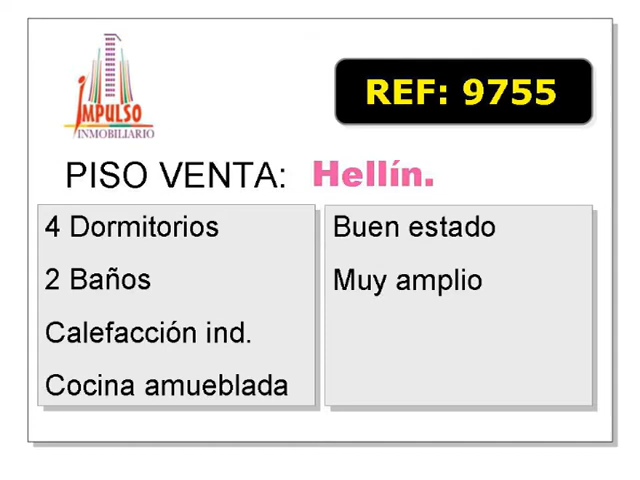 IMPULSO
INMOBILIARIO
REF: 9755
PISO VENTA: Hellín.
4 Dormitorios
2 Baños
Calefacción ind.
Cocina amueblada
Buen estado
Muy amplio